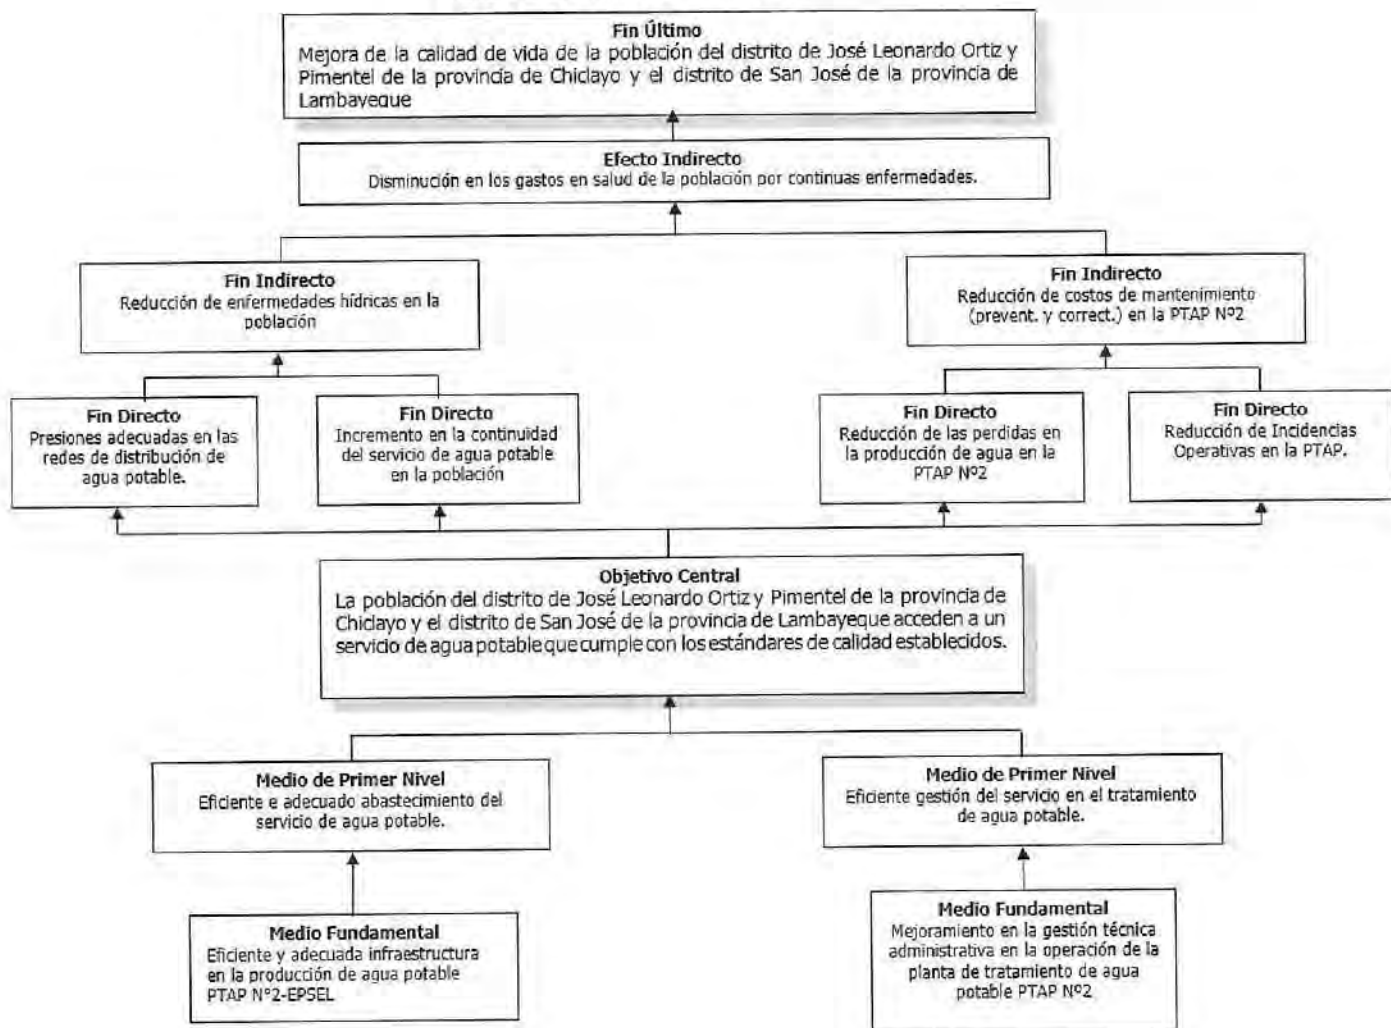 Fin Último
Mejora de la calidad de vida de la población del distrito de José Leonardo Ortiz y
Pimentel de la provincia de Chiclayo y el distrito de San José de la provincia de
Lambayeque
Efecto Indirecto
Disminución en los gastos en salud de la población por continuas enfermedades.
Fin Indirecto
Reducción de enfermedades hídricas en la
población
Fin Indirecto
Reducción de costos de mantenimiento
(prevent. y correct.) en la PTAP Nº2
Fin Directo
Presiones adecuadas en las
redes de distribución de
agua potable.
Fin Directo
Incremento en la continuidad
del servicio de agua potable
en la población
Fin Directo
Reducción de las perdidas en
la producción de agua en la
PTAP Nº2
Fin Directo
Reducción de Incidencias
Operativas en la PTAP.
Objetivo Central
La población del distrito de José Leonardo Ortiz y Pimentel de la provincia de
Chiclayo y el distrito de San José de la provincia de Lambayeque acceden a un
servicio de agua potable que cumple con los estándares de calidad establecidos.
Medio de Primer Nivel
Eficiente e adecuado abastecimiento del
servicio de agua potable.
Medio de Primer Nivel
Eficiente gestión del servicio en el tratamiento
de agua potable.
Medio Fundamental
Eficiente y adecuada infraestructura
en la producción de agua potable
PTAP N°2-EPSEL
Medio Fundamental
Mejoramiento en la gestión técnica
administrativa en la operación de la
planta de tratamiento de agua
potable PTAP Nº2